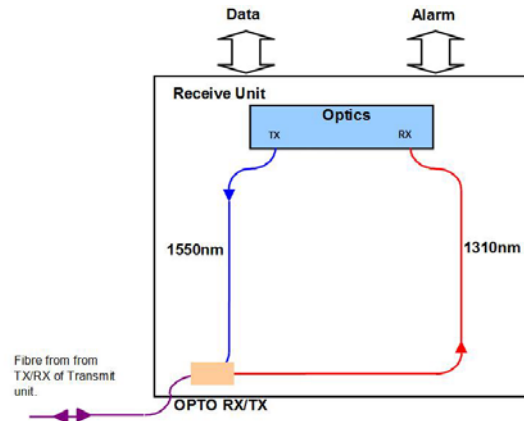 Data
Alarm
Receive Unit
Optics
TX
RX
1550nm
1310nm
Fibre from from
TX/RX of Transmit
unit.
OPTO RX/TX